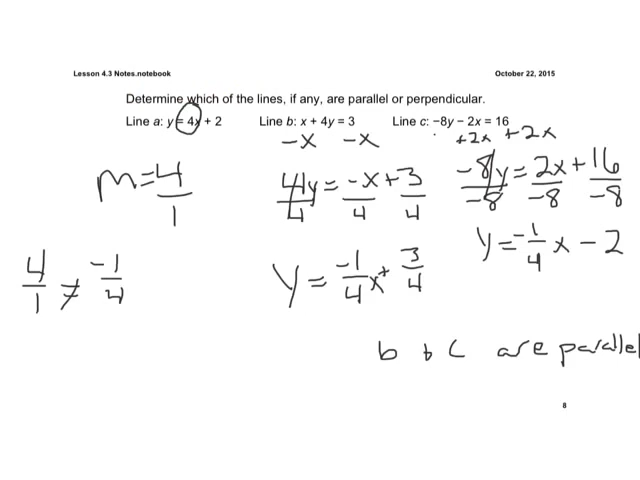 Lesson 4.3 Notes.notebook October 22, 2015
Determine which of the lines, if any, are parallel or perpendicular.
Line a: y = 4x + 2 Line b: x + 4y = 3 Line c: −8y − 2x = 16
−x −x +2x +2x
m = 4/1
4y/4 = −x/4 + 3/4
−8y/−8 = 2x/−8 + 16/−8
y = −1/4 x − 2
4/1 ≠ −1/4
y = −1/4 x + 3/4
b + c are parallel
8